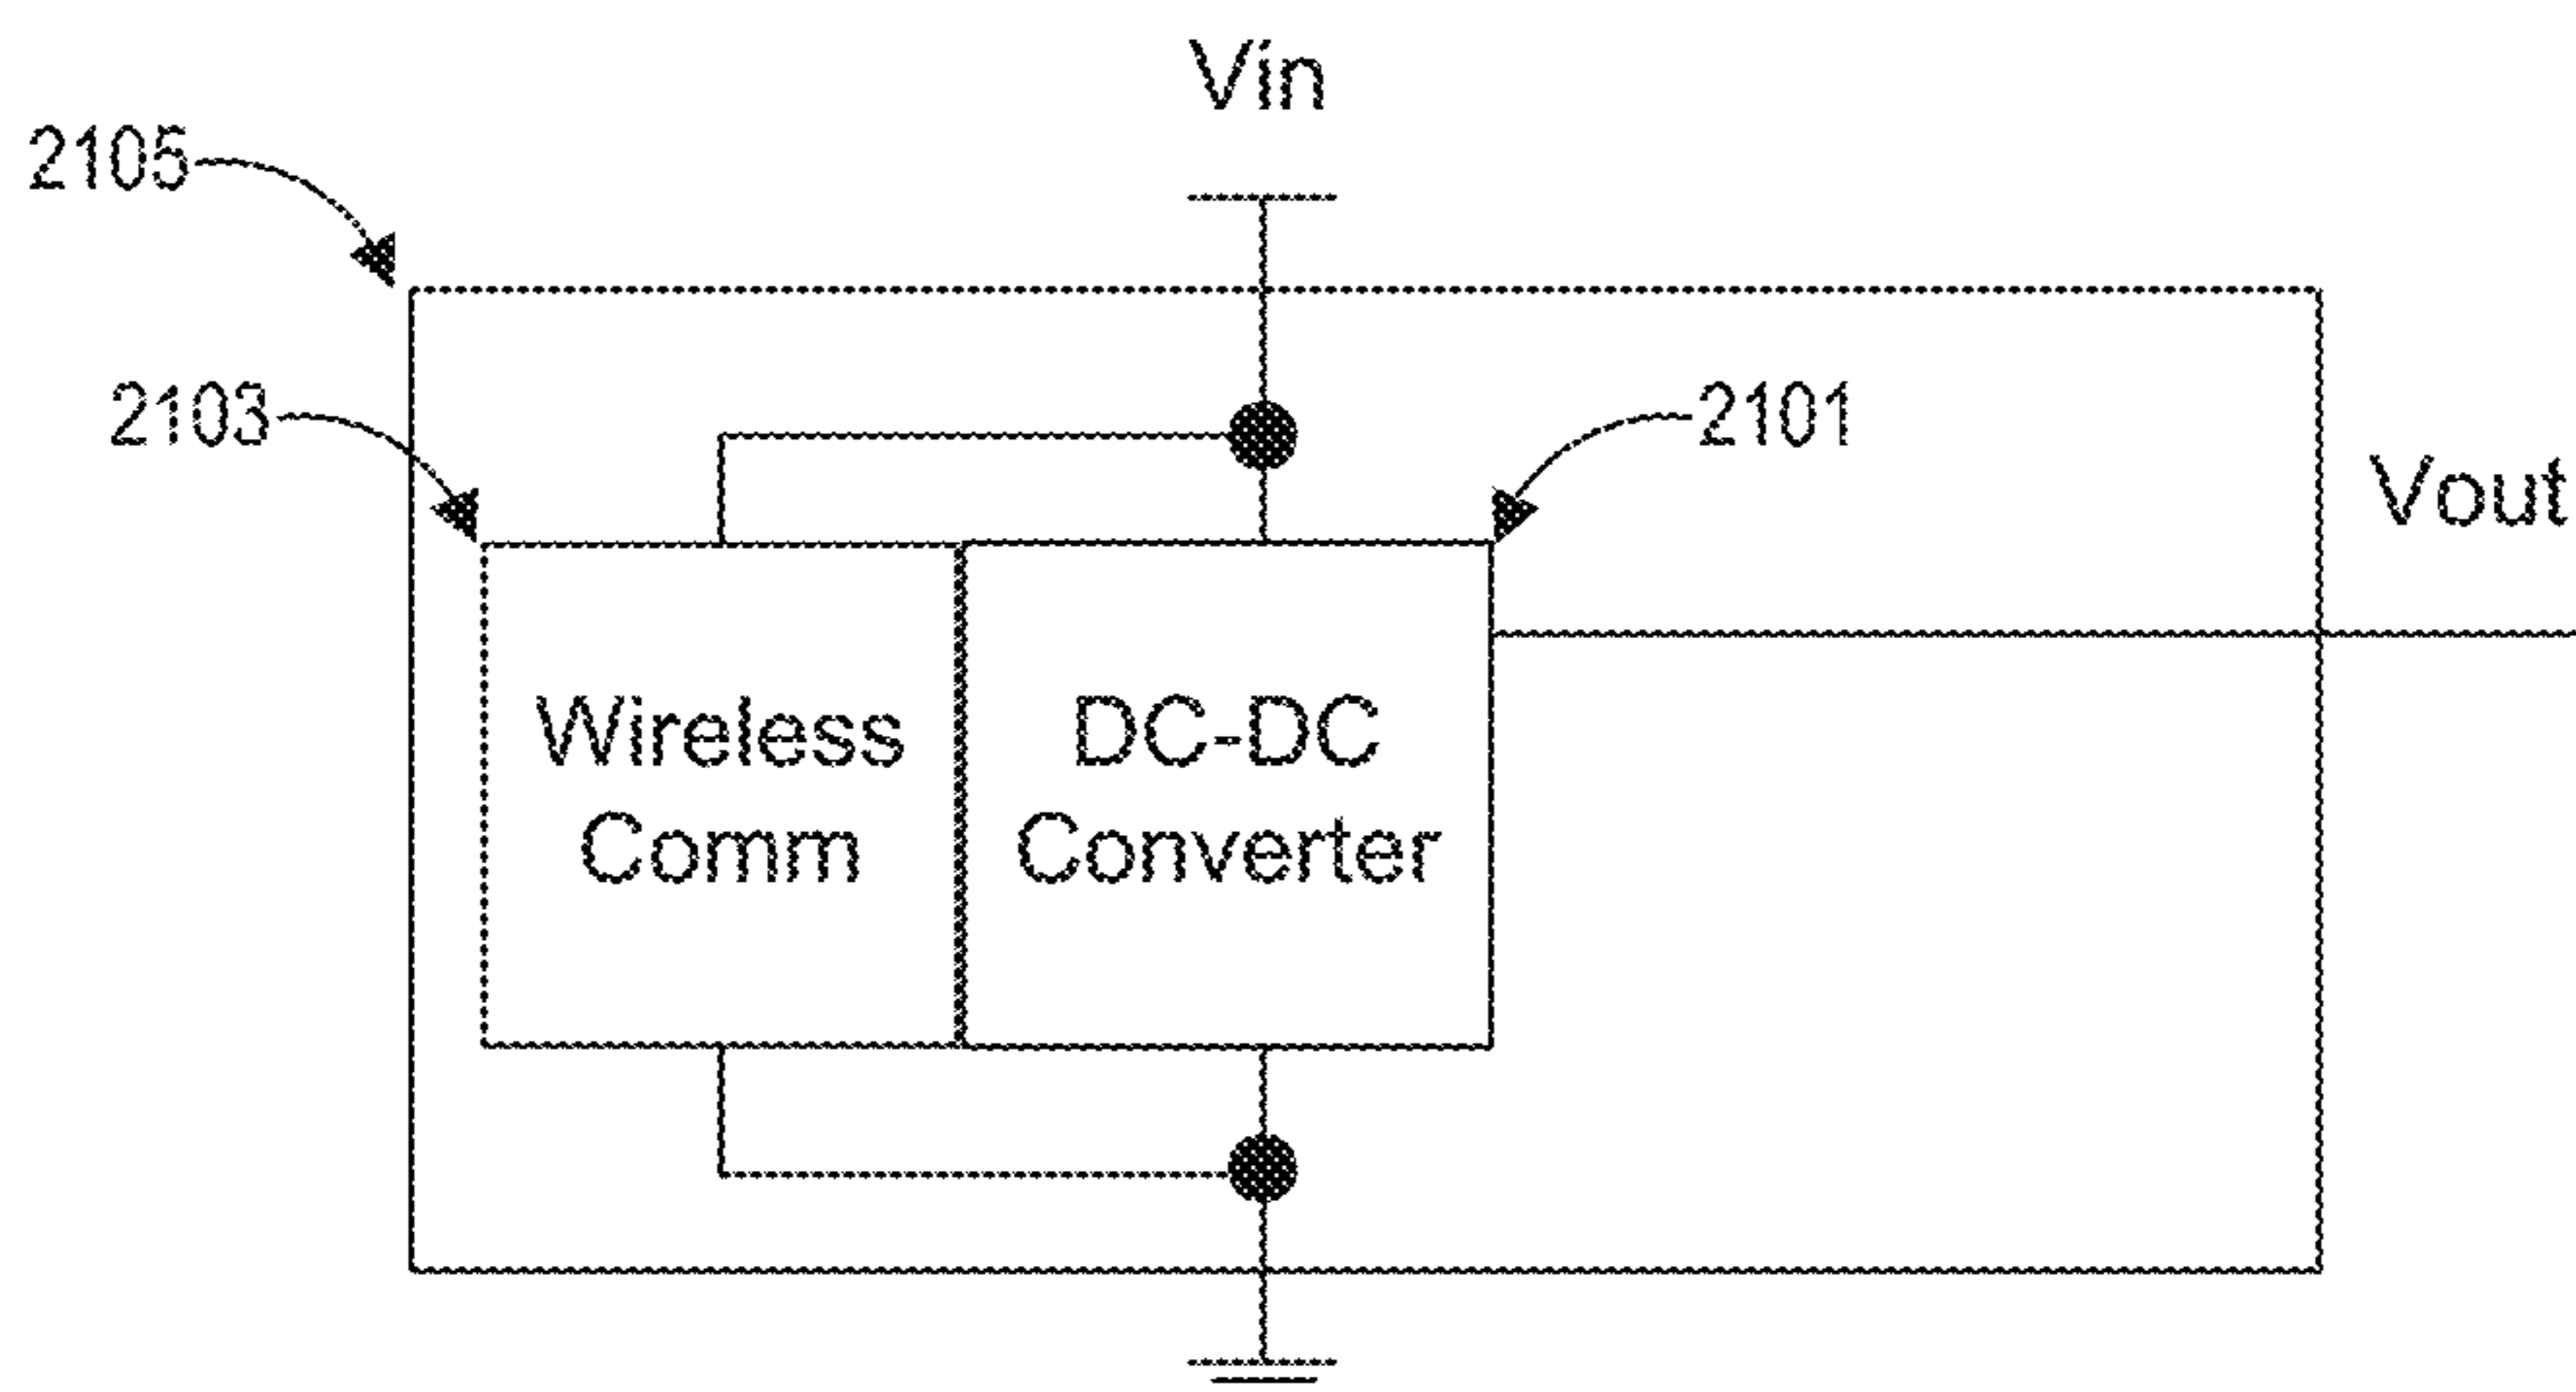 Vin
2105
2103
2101
Vout
Wireless
Comm
DC-DC
Converter